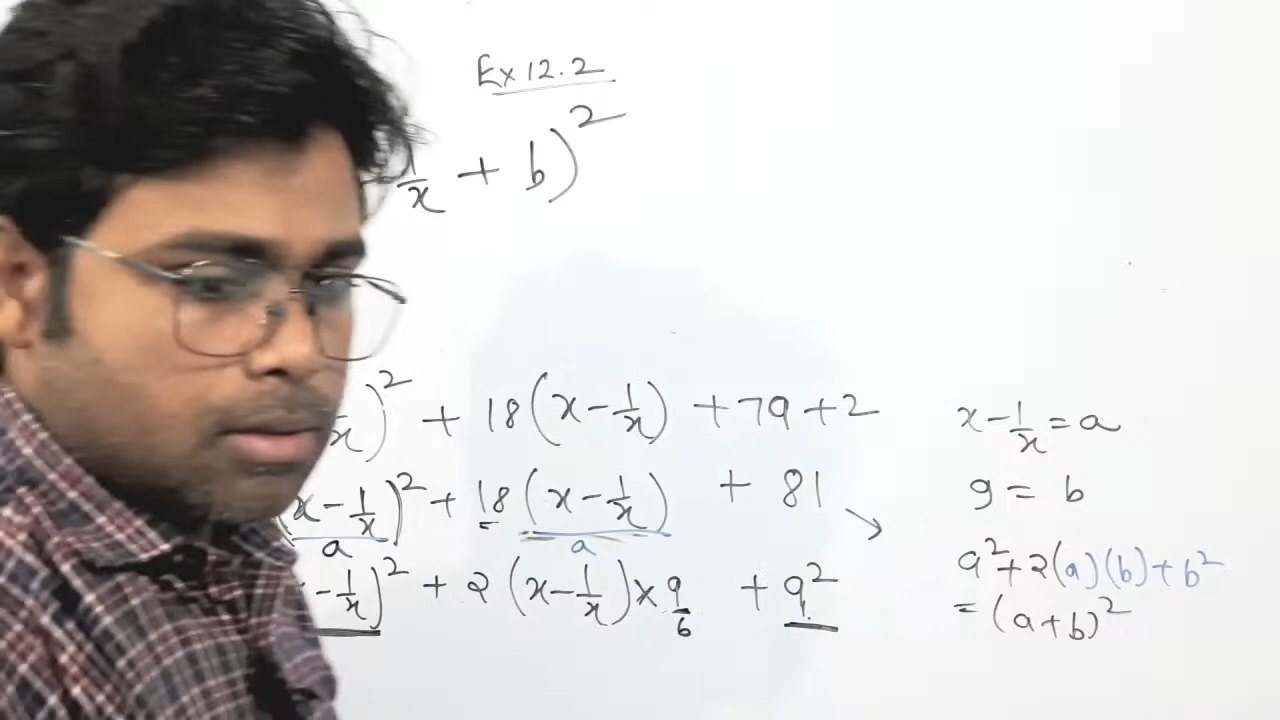 Ex 12.2
1/x + b)²
x)² + 18(x - 1/x) + 79 + 2
x - 1/x = a
(x - 1/x)² + 18(x - 1/x) + 81
9 = b
a a
- 1/x)² + 2(x - 1/x) × 9 + 9²
b
a² + 2(a)(b) + b²
= (a + b)²